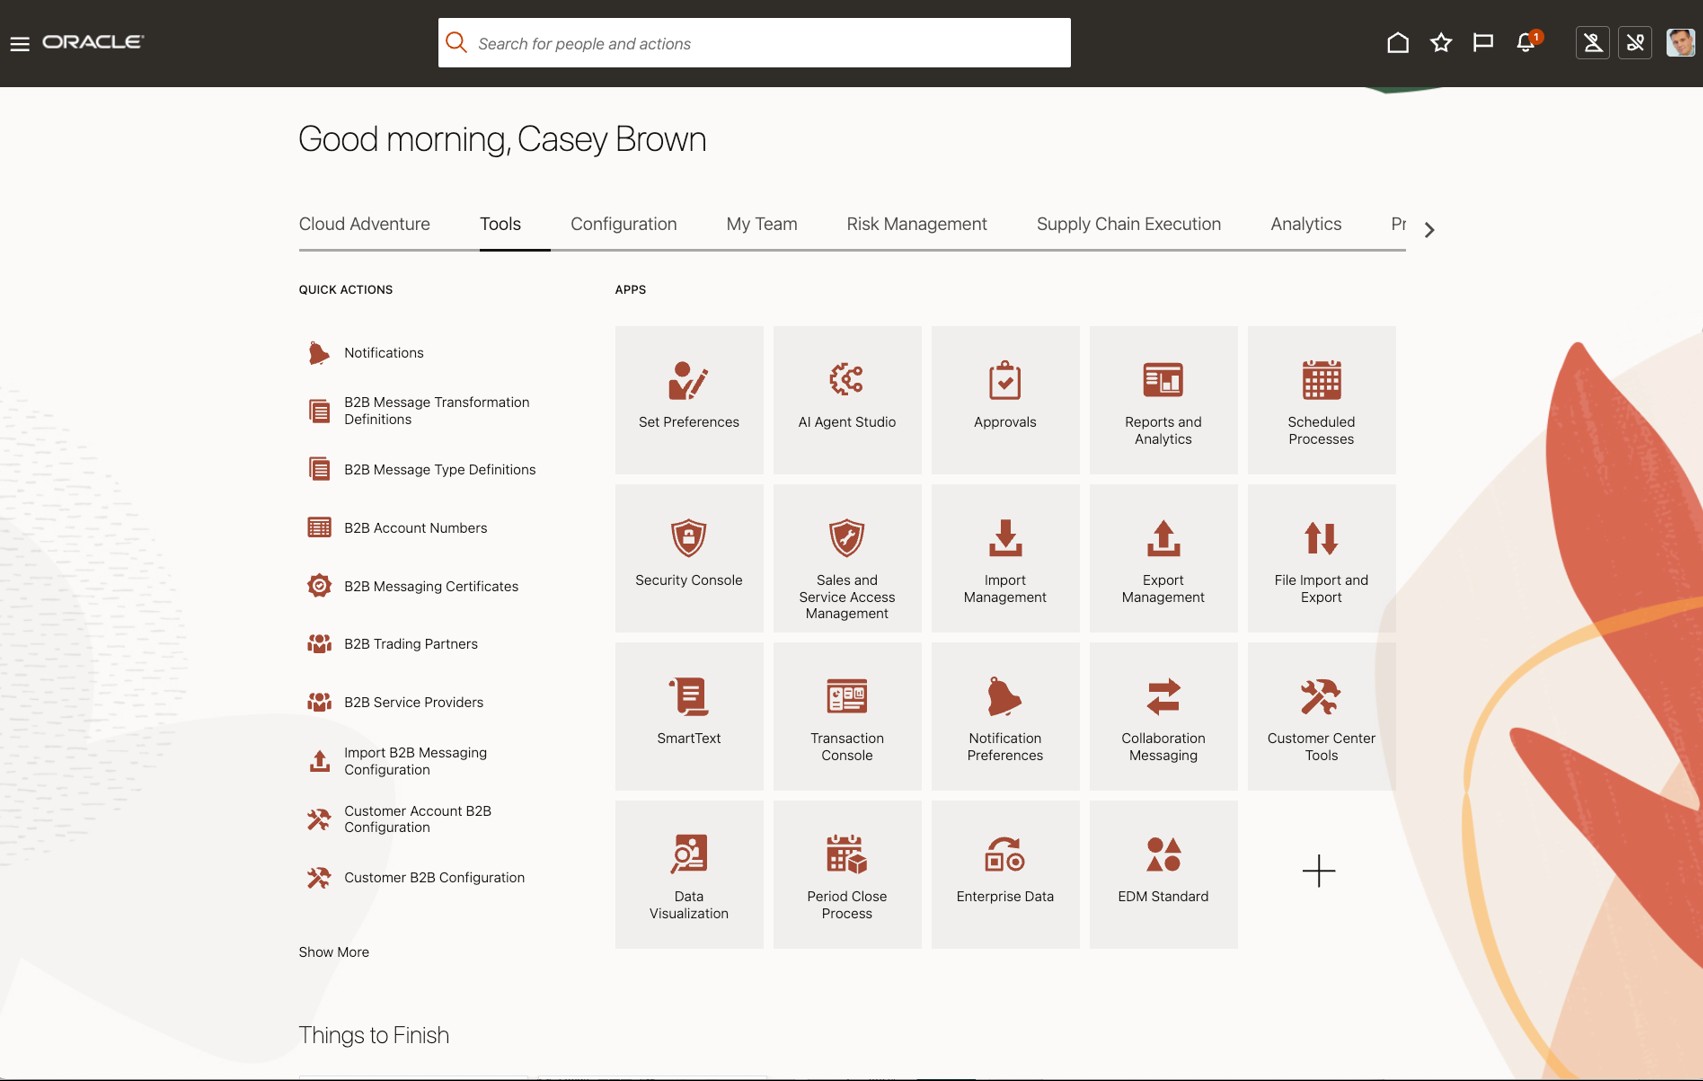 ORACLE
Search for people and actions
1
Good morning, Casey Brown
Cloud Adventure
Tools
Configuration
My Team
Risk Management
Supply Chain Execution
Analytics
QUICK ACTIONS
Notifications
B2B Message Transformation
Definitions
B2B Message Type Definitions
B2B Account Numbers
B2B Messaging Certificates
B2B Trading Partners
B2B Service Providers
Import B2B Messaging
Configuration
Customer Account B2B
Configuration
Customer B2B Configuration
Show More
APPS
Set Preferences
AI Agent Studio
Approvals
Reports and
Analytics
Scheduled
Processes
Security Console
Sales and
Service Access
Management
Import
Management
Export
Management
File Import and
Export
SmartText
Transaction
Console
Notification
Preferences
Collaboration
Messaging
Customer Center
Tools
Data
Visualization
Period Close
Process
Enterprise Data
EDM Standard
Things to Finish